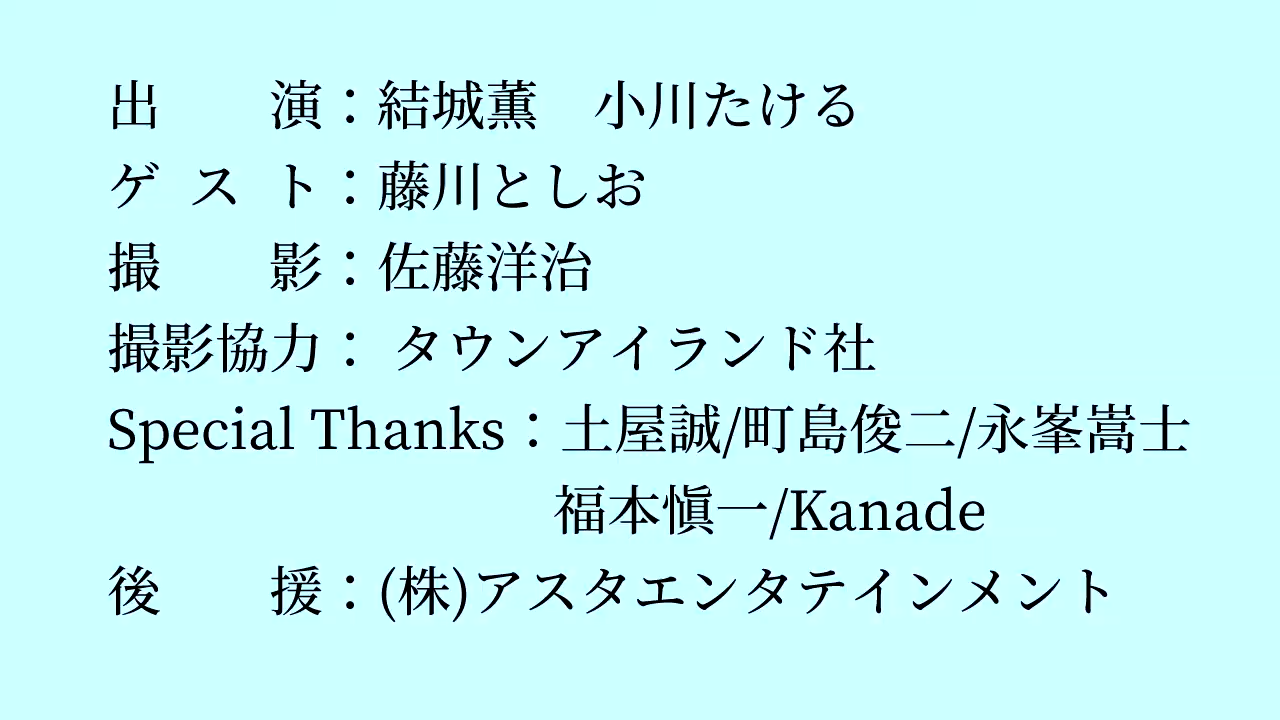 出　　演：結城薫　小川たける
ゲ ス ト：藤川としお
撮　　影：佐藤洋治
撮影協力： タウンアイランド社
Special Thanks：土屋誠/町島俊二/永峯嵩士
福本愼一/Kanade
後　　援：(株)アスタエンタテインメント